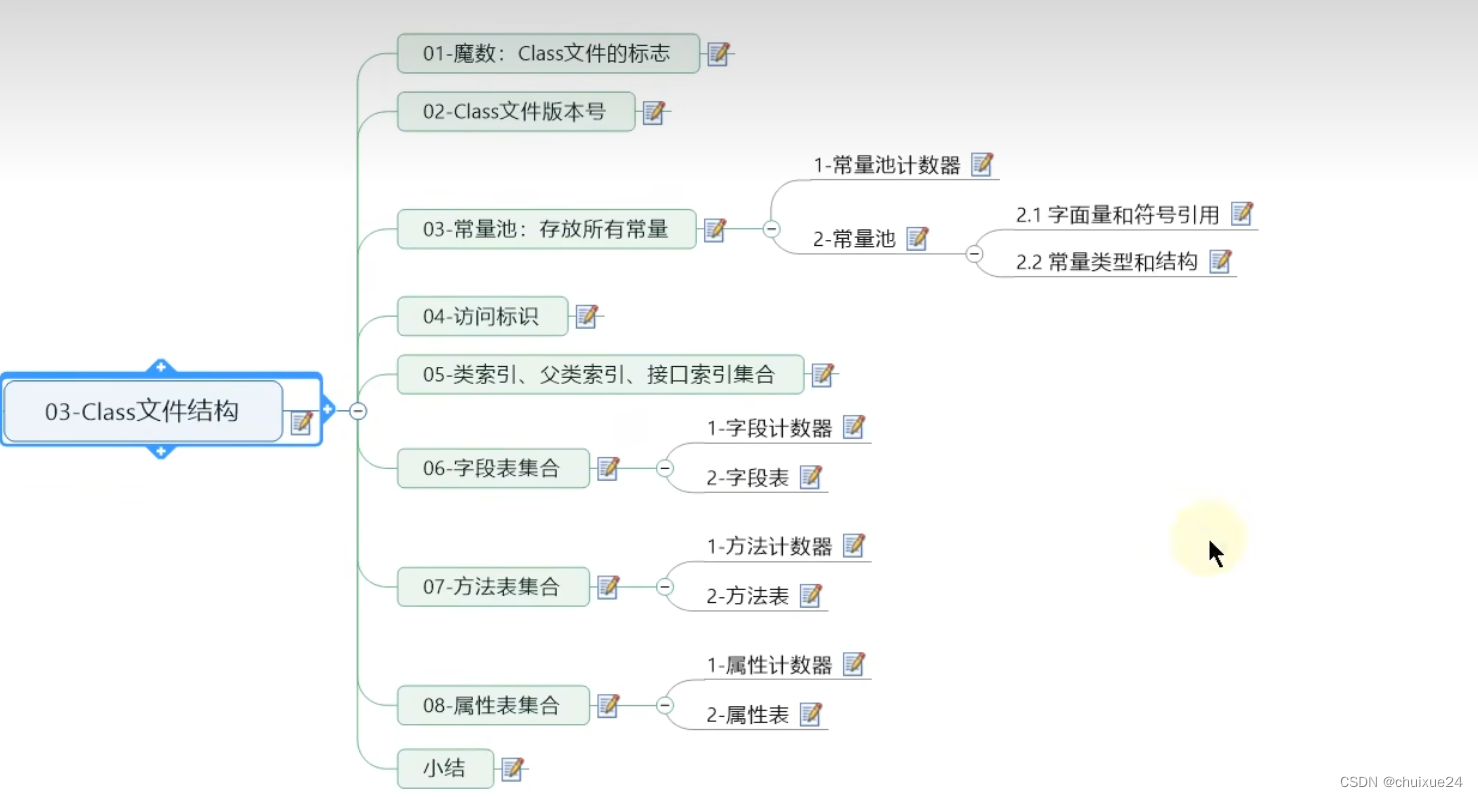 01-魔数：Class文件的标志
02-Class文件版本号
03-常量池：存放所有常量
1-常量池计数器
2-常量池
2.1 字面量和符号引用
2.2 常量类型和结构
04-访问标识
05-类索引、父类索引、接口索引集合
03-Class文件结构
06-字段表集合
1-字段计数器
2-字段表
07-方法表集合
1-方法计数器
2-方法表
08-属性表集合
1-属性计数器
2-属性表
小结
CSDN @chuixue24